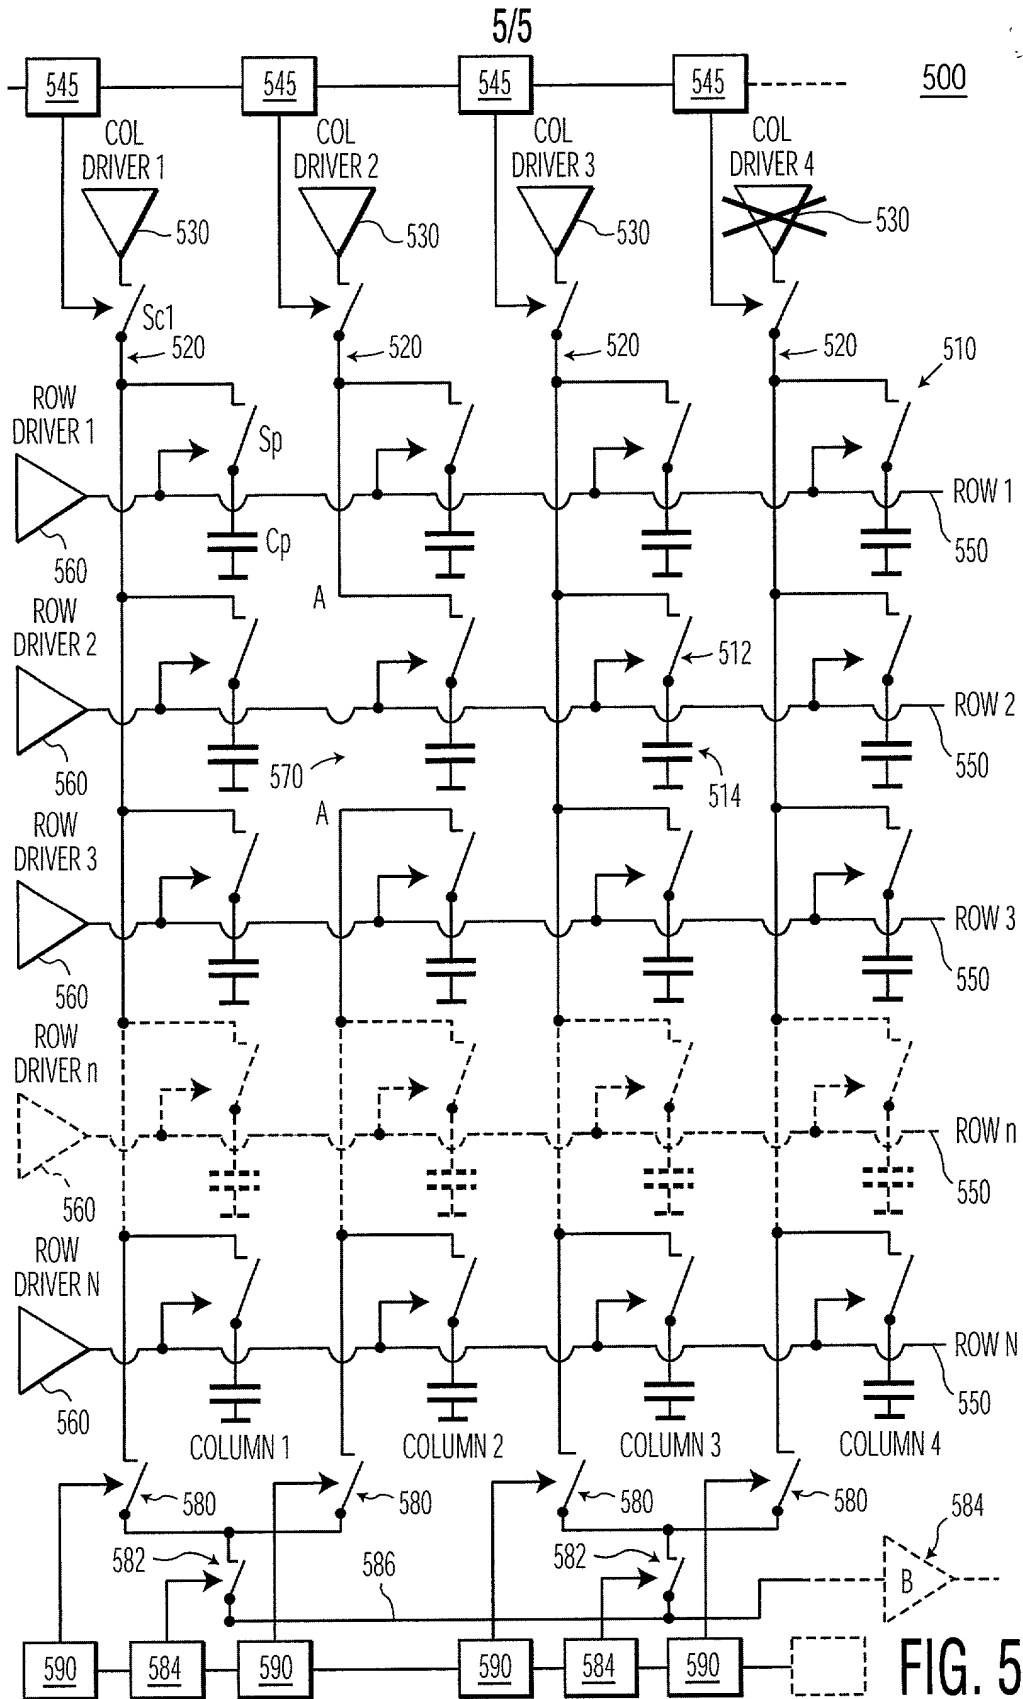 5/5
545 545 545 545 500
COL DRIVER 1
COL DRIVER 2
COL DRIVER 3
COL DRIVER 4
530 530 530 530
Sc1
520 520 520 520 510
ROW DRIVER 1
Sp
ROW 1
Cp
560 550
A
ROW DRIVER 2
512
ROW 2
570
560 514 550
A
ROW DRIVER 3
ROW 3
560 550
ROW DRIVER n
ROW n
560 550
ROW DRIVER N
ROW N
560 550
COLUMN 1 COLUMN 2 COLUMN 3 COLUMN 4
580 580 580 580
584
582 582
586
B
590 584 590 590 584 590
FIG. 5